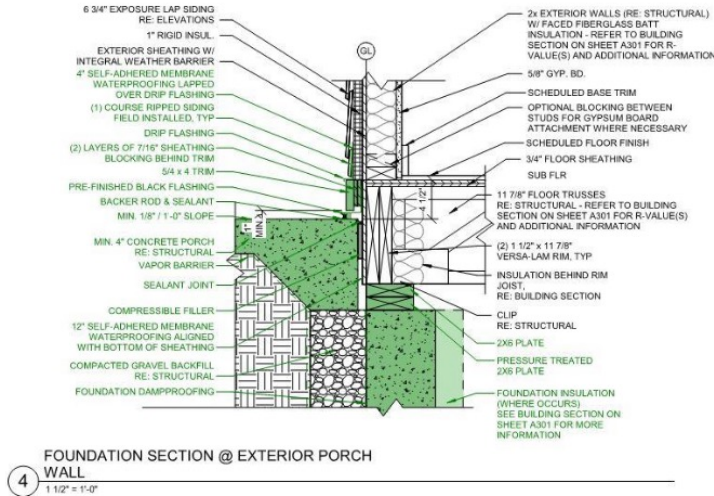 6 3/4" EXPOSURE LAP SIDING
RE: ELEVATIONS
1" RIGID INSUL.
EXTERIOR SHEATHING W/
INTEGRAL WEATHER BARRIER
4" SELF-ADHERED MEMBRANE
WATERPROOFING LAPPED
OVER DRIP FLASHING
(1) COURSE RIPPED SIDING
FIELD INSTALLED, TYP
DRIP FLASHING
(2) LAYERS OF 7/16" SHEATHING
BLOCKING BEHIND TRIM
5/4 x 4 TRIM
PRE-FINISHED BLACK FLASHING
BACKER ROD & SEALANT
MIN. 1/8" / 1'-0" SLOPE
MIN. 4" CONCRETE PORCH
RE: STRUCTURAL
VAPOR BARRIER
SEALANT JOINT
COMPRESSIBLE FILLER
12" SELF-ADHERED MEMBRANE
WATERPROOFING ALIGNED
WITH BOTTOM OF SHEATHING
COMPACTED GRAVEL BACKFILL
RE: STRUCTURAL
FOUNDATION DAMPPROOFING
GL
1"
MIN
4 1/2"
2x EXTERIOR WALLS (RE: STRUCTURAL)
W/ FACED FIBERGLASS BATT
INSULATION - REFER TO BUILDING
SECTION ON SHEET A301 FOR R-
VALUE(S) AND ADDITIONAL INFORMATION
5/8" GYP. BD.
SCHEDULED BASE TRIM
OPTIONAL BLOCKING BETWEEN
STUDS FOR GYPSUM BOARD
ATTACHMENT WHERE NECESSARY
SCHEDULED FLOOR FINISH
3/4" FLOOR SHEATHING
SUB FLR
11 7/8" FLOOR TRUSSES
RE: STRUCTURAL - REFER TO BUILDING
SECTION ON SHEET A301 FOR R-VALUE(S)
AND ADDITIONAL INFORMATION
(2) 1 1/2" x 11 7/8"
VERSA-LAM RIM, TYP
INSULATION BEHIND RIM
JOIST,
RE: BUILDING SECTION
CLIP
RE: STRUCTURAL
2X6 PLATE
PRESSURE TREATED
2X6 PLATE
FOUNDATION INSULATION
(WHERE OCCURS)
SEE BUILDING SECTION ON
SHEET A301 FOR MORE
INFORMATION
4
FOUNDATION SECTION @ EXTERIOR PORCH
WALL
1 1/2" = 1'-0"